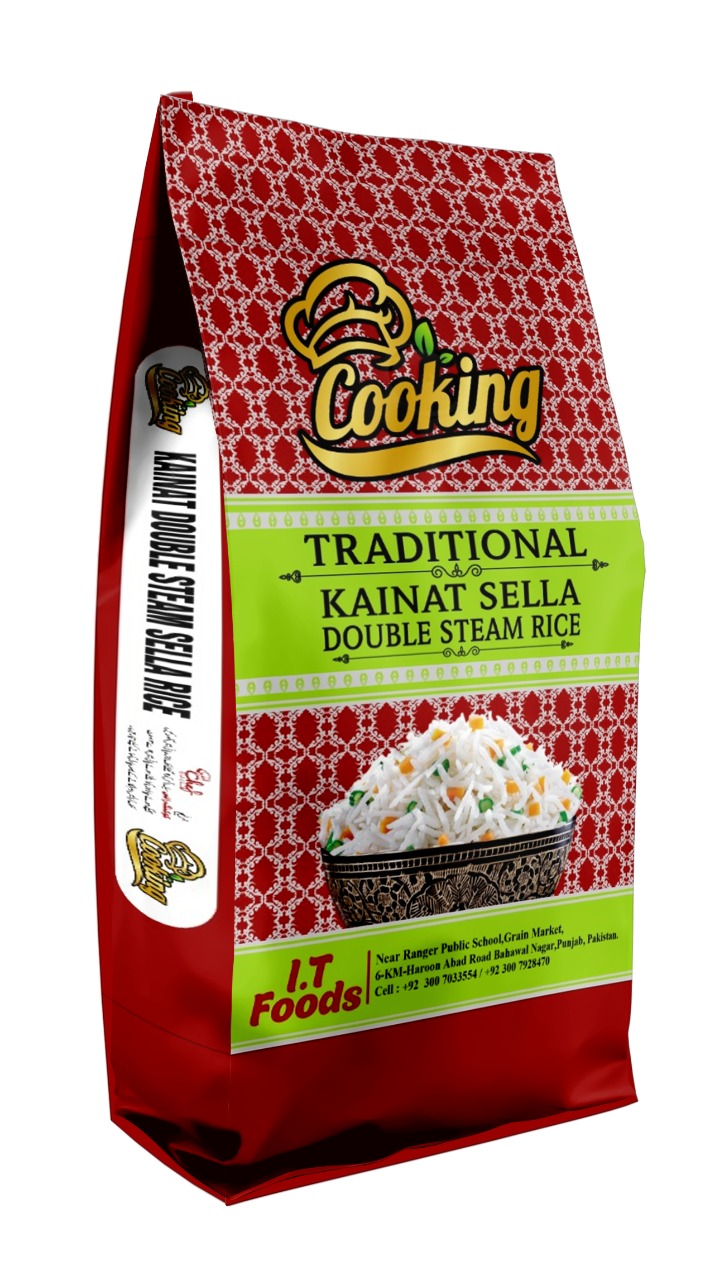 Cooking
TRADITIONAL
KAINAT SELLA
DOUBLE STEAM RICE
I.T
Foods
Near Ranger Public School,Grain Market,
6-KM-Haroon Abad Road Bahawal Nagar,Punjab, Pakistan.
Cell : +92 300 7033554 / +92 300 7928470
Cooking
KAINAT DOUBLE STEAM SELLA RICE
Chef
Cooking